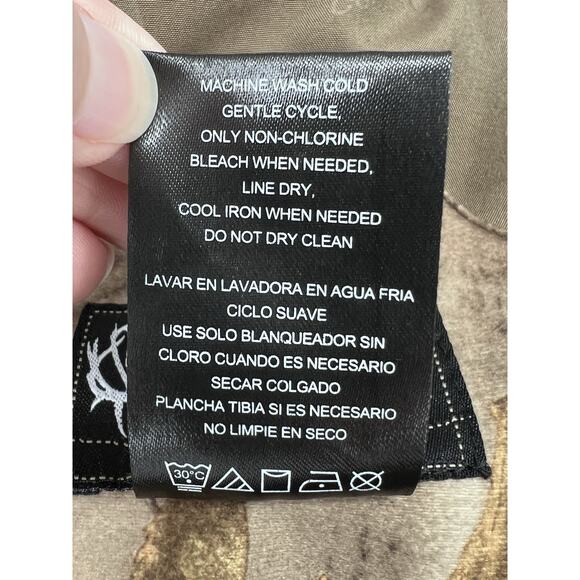 MACHINE WASH COLD
GENTLE CYCLE,
ONLY NON-CHLORINE
BLEACH WHEN NEEDED,
LINE DRY,
COOL IRON WHEN NEEDED
DO NOT DRY CLEAN
LAVAR EN LAVADORA EN AGUA FRIA
CICLO SUAVE
USE SOLO BLANQUEADOR SIN
CLORO CUANDO ES NECESARIO
SECAR COLGADO
PLANCHA TIBIA SI ES NECESARIO
NO LIMPIE EN SECO
30°C